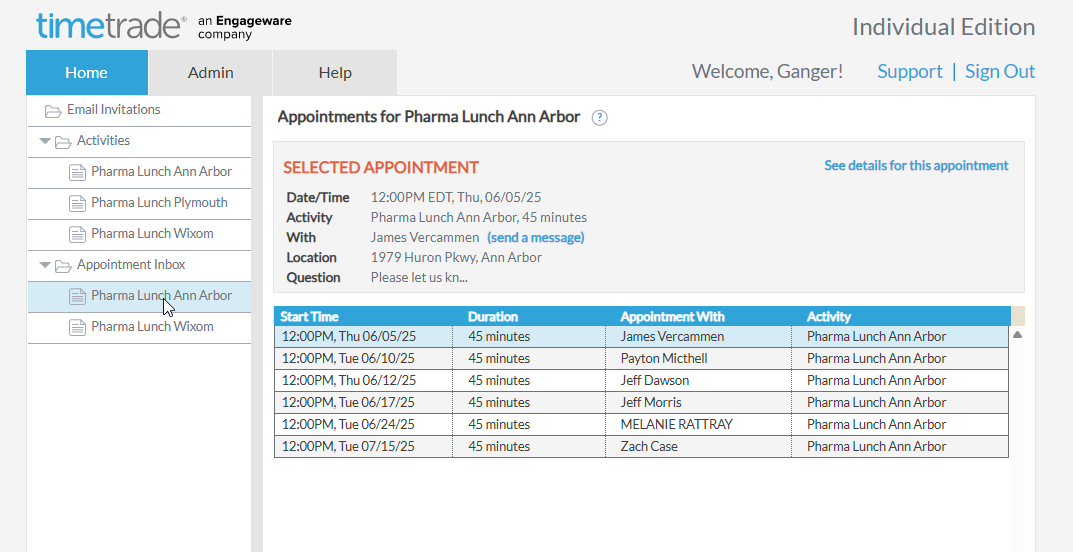 timetrade® an Engageware company
Individual Edition
Home Admin Help
Welcome, Ganger! Support | Sign Out
Email Invitations
Activities
Pharma Lunch Ann Arbor
Pharma Lunch Plymouth
Pharma Lunch Wixom
Appointment Inbox
Pharma Lunch Ann Arbor
Pharma Lunch Wixom
Appointments for Pharma Lunch Ann Arbor ?
SELECTED APPOINTMENT See details for this appointment
Date/Time 12:00PM EDT, Thu, 06/05/25
Activity Pharma Lunch Ann Arbor, 45 minutes
With James Vercammen (send a message)
Location 1979 Huron Pkwy, Ann Arbor
Question Please let us kn...
Start Time Duration Appointment With Activity
12:00PM, Thu 06/05/25 45 minutes James Vercammen Pharma Lunch Ann Arbor
12:00PM, Tue 06/10/25 45 minutes Payton Micthell Pharma Lunch Ann Arbor
12:00PM, Thu 06/12/25 45 minutes Jeff Dawson Pharma Lunch Ann Arbor
12:00PM, Tue 06/17/25 45 minutes Jeff Morris Pharma Lunch Ann Arbor
12:00PM, Tue 06/24/25 45 minutes MELANIE RATTRAY Pharma Lunch Ann Arbor
12:00PM, Tue 07/15/25 45 minutes Zach Case Pharma Lunch Ann Arbor